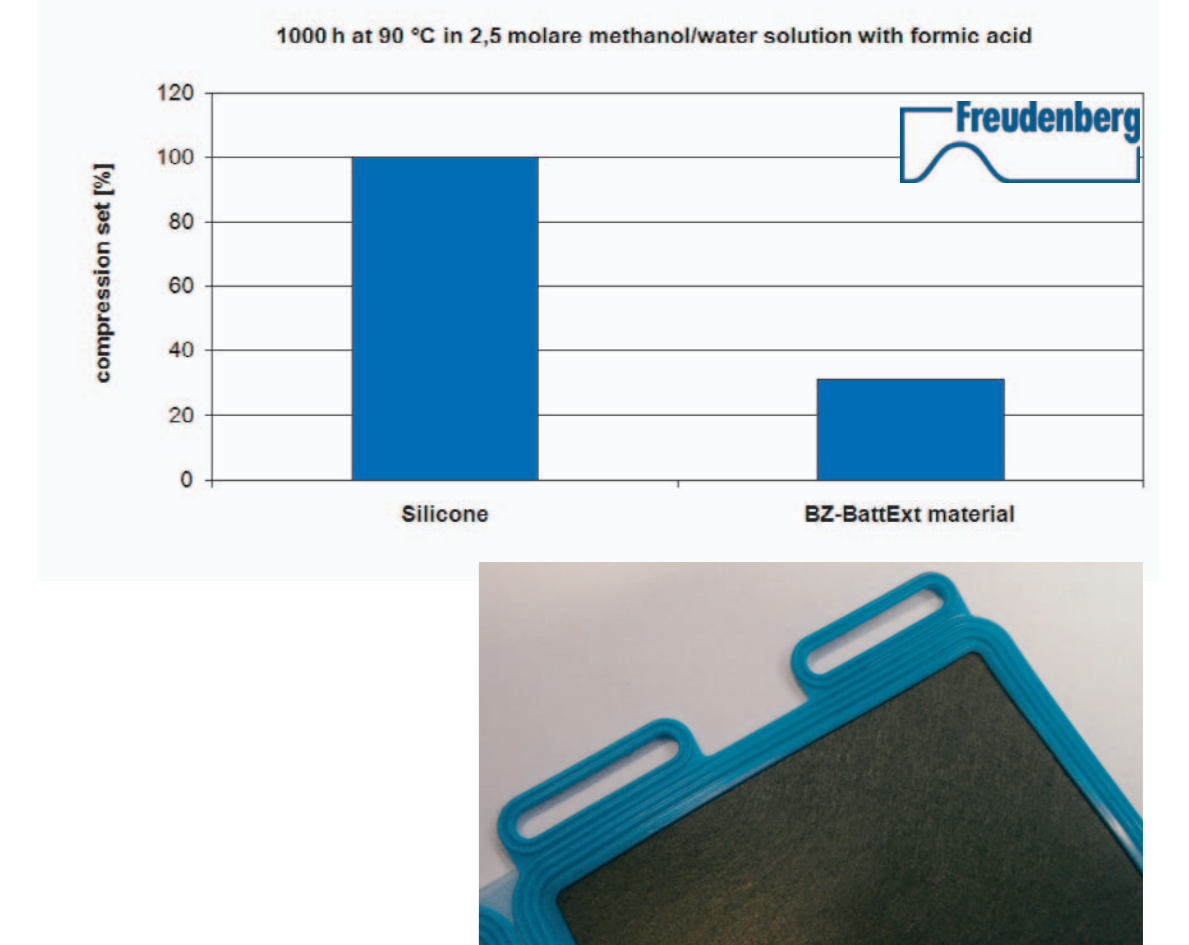 1000 h at 90 °C in 2,5 molare methanol/water solution with formic acid
Freudenberg
compression set [%]
120
100
80
60
40
20
0
Silicone
BZ-BattExt material